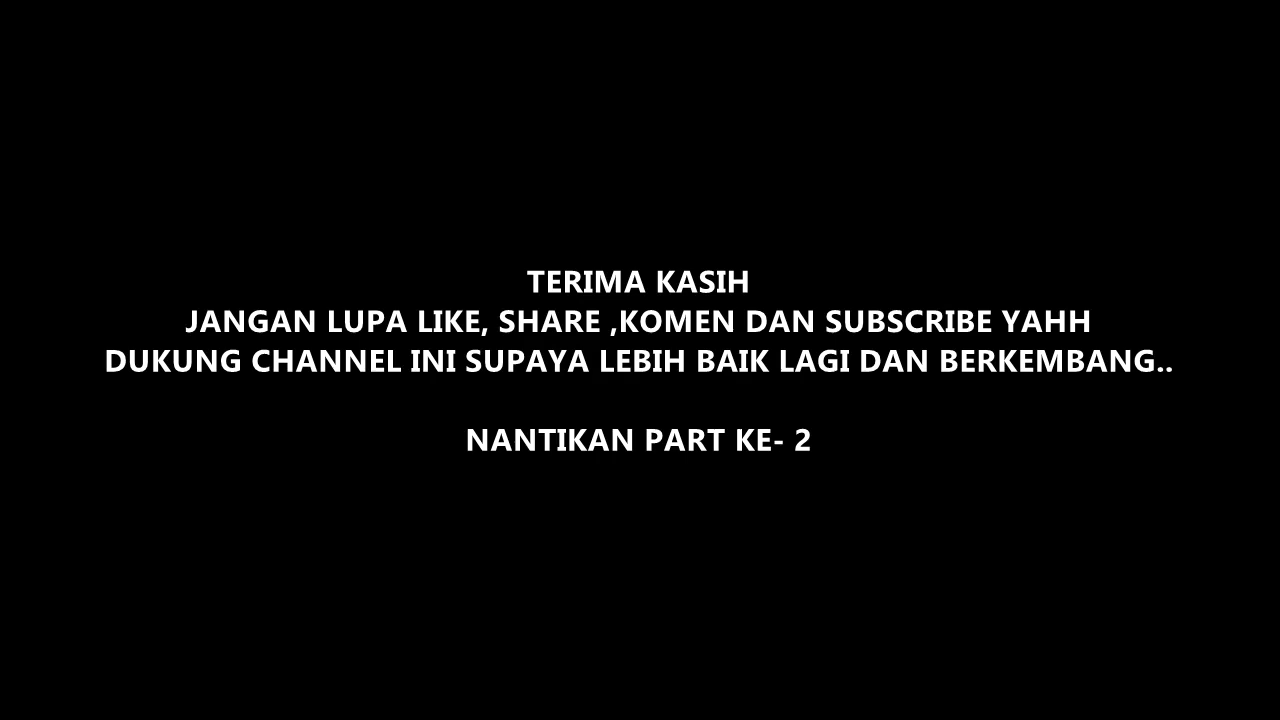 TERIMA KASIH
JANGAN LUPA LIKE, SHARE ,KOMEN DAN SUBSCRIBE YAHH
DUKUNG CHANNEL INI SUPAYA LEBIH BAIK LAGI DAN BERKEMBANG..
NANTIKAN PART KE- 2